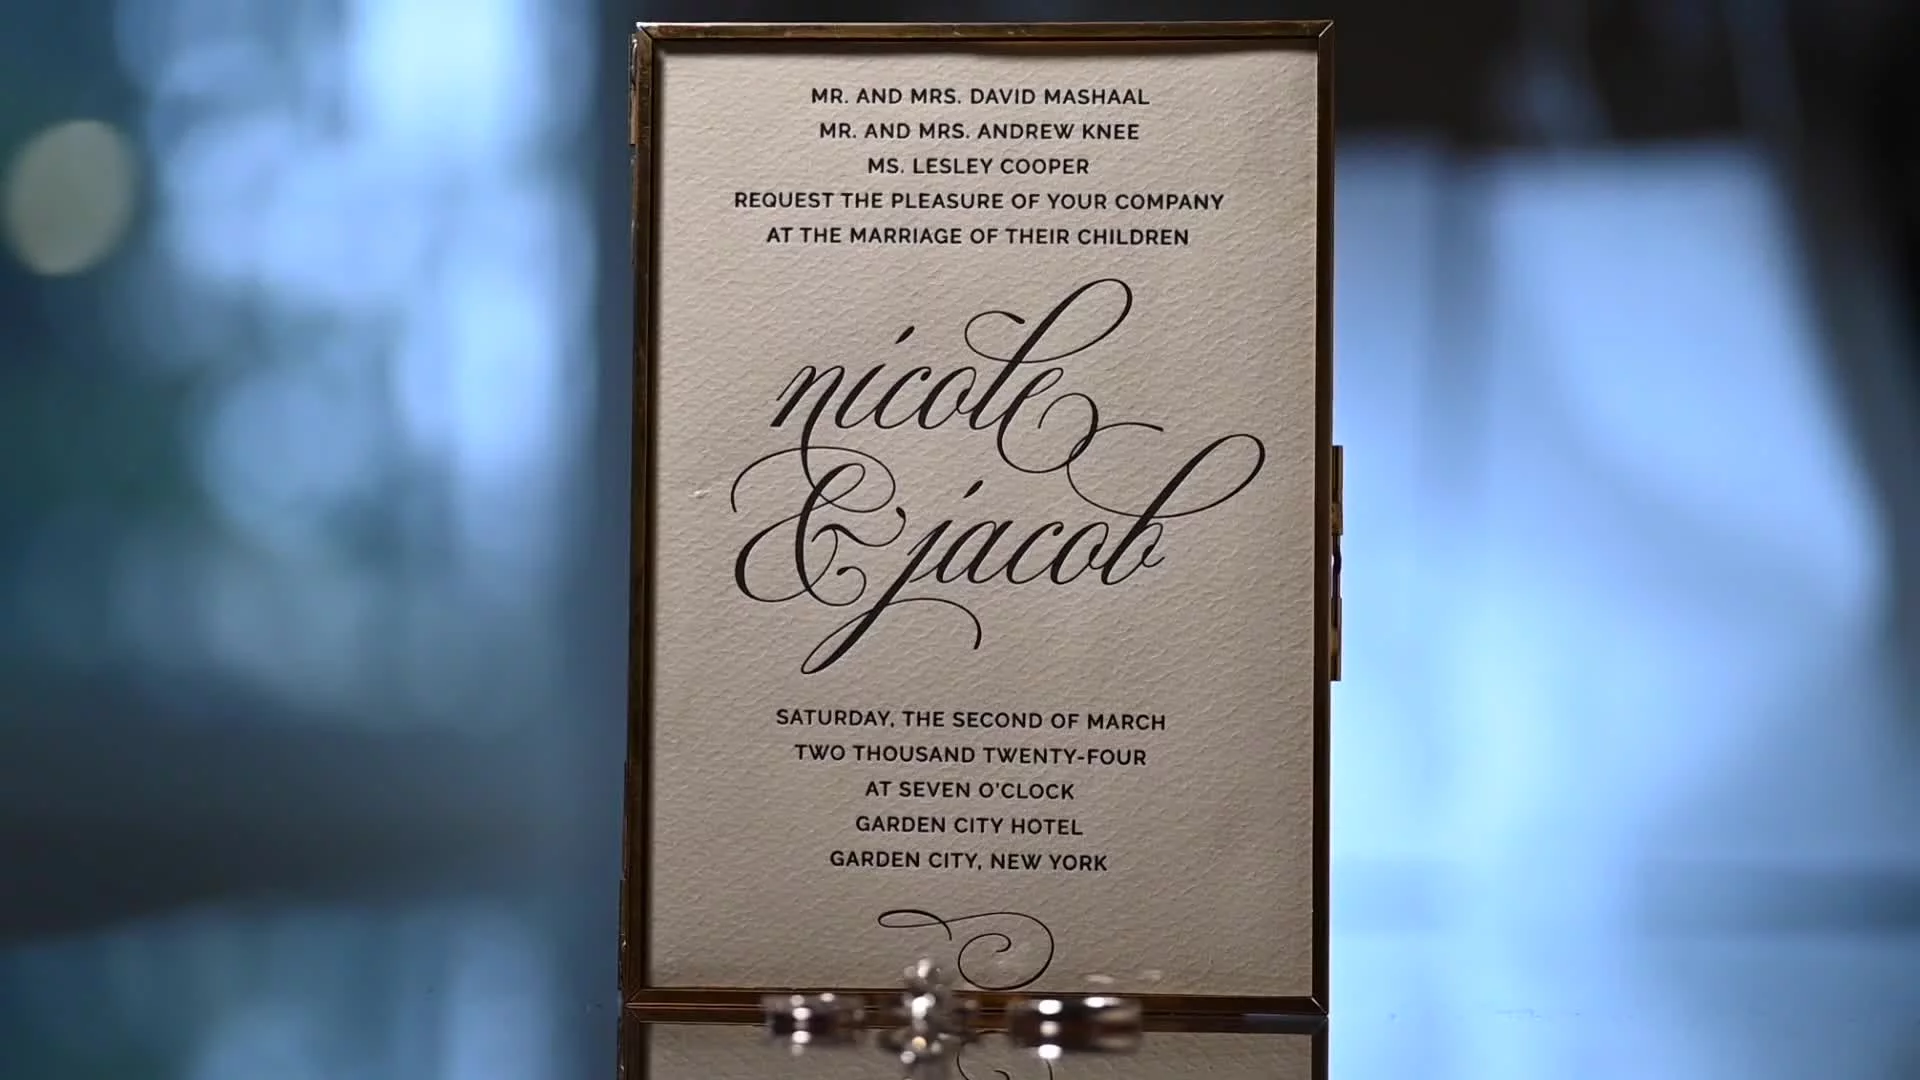 MR. AND MRS. DAVID MASHAAL
MR. AND MRS. ANDREW KNEE
MS. LESLEY COOPER
REQUEST THE PLEASURE OF YOUR COMPANY
AT THE MARRIAGE OF THEIR CHILDREN
nicole
& jacob
SATURDAY, THE SECOND OF MARCH
TWO THOUSAND TWENTY-FOUR
AT SEVEN O'CLOCK
GARDEN CITY HOTEL
GARDEN CITY, NEW YORK